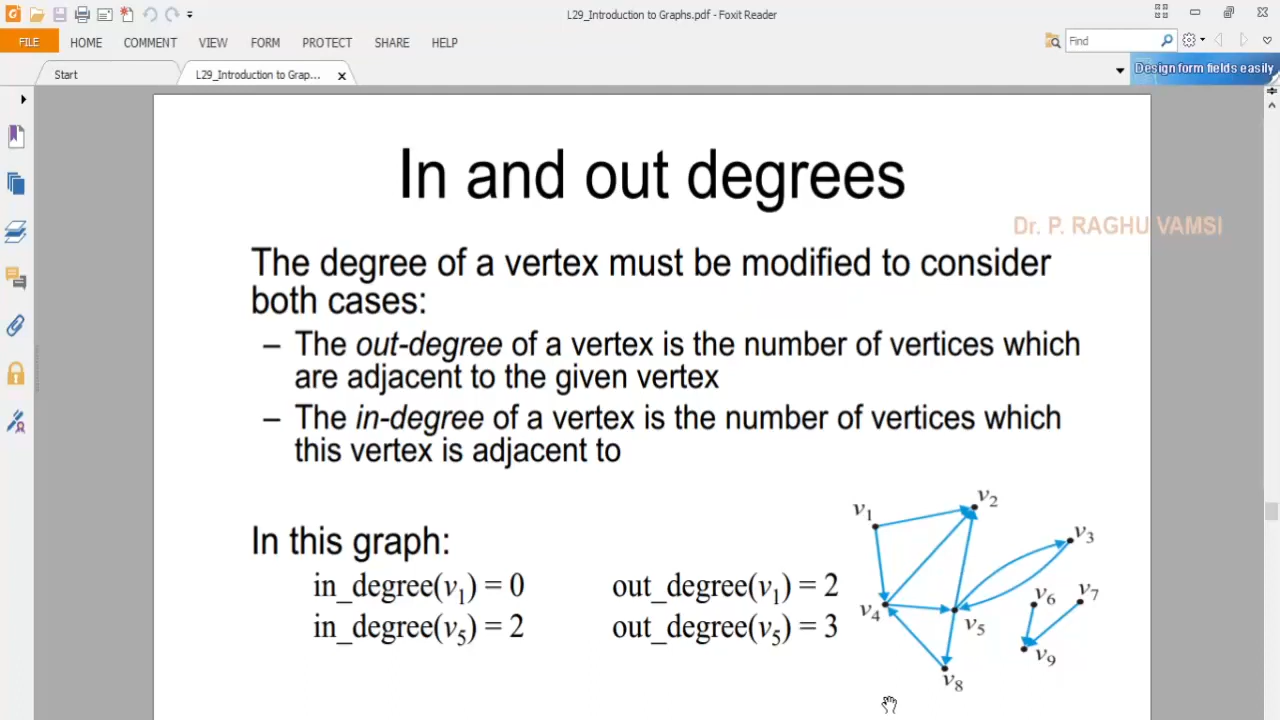 L29_Introduction to Graphs.pdf - Foxit Reader
FILE HOME COMMENT VIEW FORM PROTECT SHARE HELP
Find
Start
L29_Introduction to Grap...
Design form fields easily
In and out degrees
Dr. P. RAGHU VAMSI
The degree of a vertex must be modified to consider
both cases:
– The out-degree of a vertex is the number of vertices which
are adjacent to the given vertex
– The in-degree of a vertex is the number of vertices which
this vertex is adjacent to
In this graph:
in_degree(v₁) = 0 out_degree(v₁) = 2
in_degree(v₅) = 2 out_degree(v₅) = 3
v₁
v₂
v₃
v₄
v₅
v₆
v₇
v₈
v₉